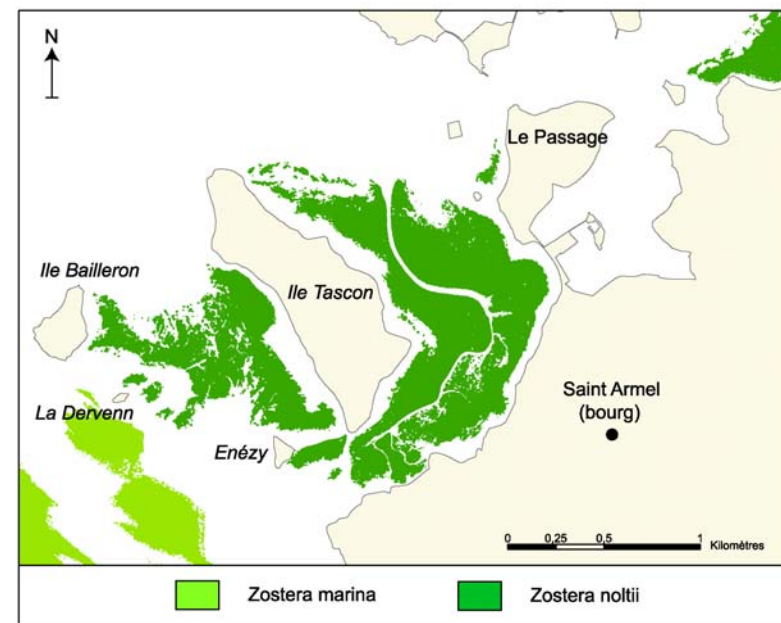 N
Le Passage
Ile Bailleron
Ile Tascon
Saint Armel
(bourg)
La Dervenn
Enézy
0 0,25 0,5 1 Kilomètres
Zostera marina Zostera noltii